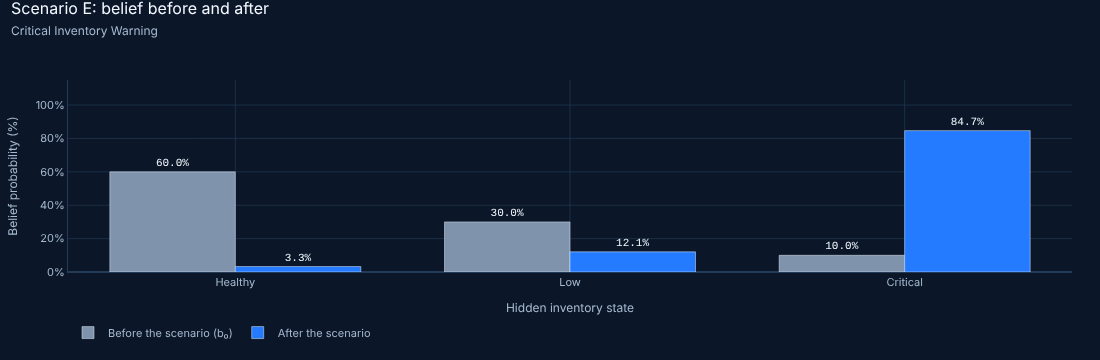 Scenario E: belief before and after
Critical Inventory Warning
Belief probability (%)
100%
80%
60%
40%
20%
0%
60.0%
3.3%
30.0%
12.1%
10.0%
84.7%
Healthy
Low
Critical
Hidden inventory state
Before the scenario (b₀)
After the scenario